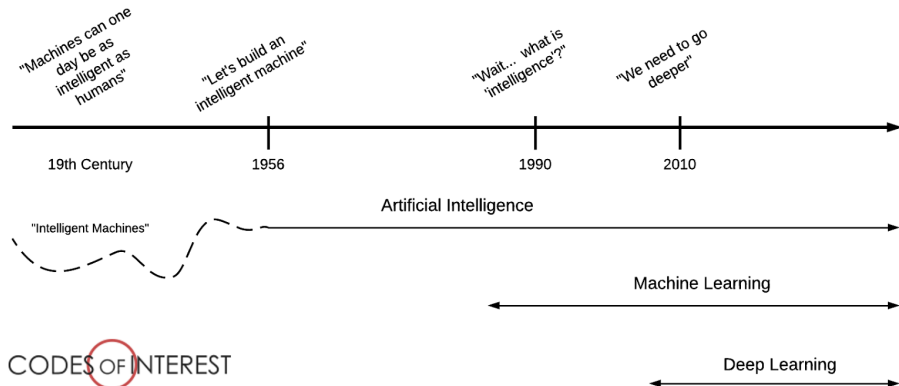 "Machines can one
day be as
intelligent as
humans"
"Let's build an
intelligent machine"
"Wait... what is
'intelligence'?"
"We need to go
deeper"
19th Century
1956
1990
2010
Artificial Intelligence
"Intelligent Machines"
Machine Learning
CODES OF INTEREST
Deep Learning